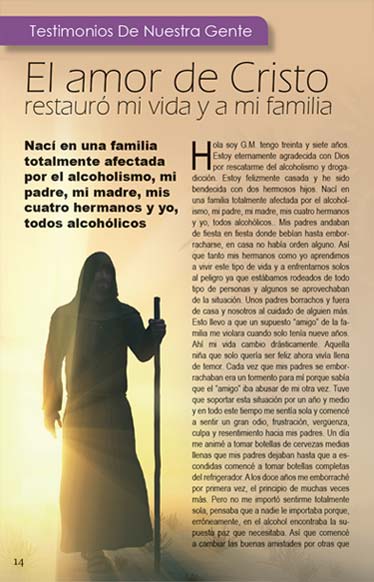 Testimonios De Nuestra Gente
El amor de Cristo
restauró mi vida y a mi familia
Nací en una familia
totalmente afectada
por el alcoholismo, mi
padre, mi madre, mis
cuatro hermanos y yo,
todos alcohólicos
Hola soy G.M. tengo treinta y siete años.
Estoy eternamente agradecida con Dios
por rescatarme del alcoholismo y droga-
dicción. Estoy felizmente casada y he sido
bendecida con dos hermosos hijos. Nací en
una familia totalmente afectada por el alcohol-
ismo, mi padre, mi madre, mis cuatro hermanos
y yo, todos alcohólicos.. Mis padres andaban
de fiesta en fiesta donde bebían hasta embor-
racharse, en casa no había orden alguno. Así
que tanto mis hermanos como yo aprendimos
a vivir este tipo de vida y a enfrentarnos solos
al peligro ya que estábamos rodeados de todo
tipo de personas y algunos se aprovechaban
de la situación. Unos padres borrachos y fuera
de casa y nosotros al cuidado de alguien más.
Esto llevo a que un supuesto "amigo" de la fa-
milia me violara cuando solo tenía nueve años.
Ahí mi vida cambio drásticamente. Aquella
niña que solo quería ser feliz ahora vivía llena
de temor. Cada vez que mis padres se embor-
rachaban era un tormento para mí porque sabía
que el "amigo" iba abusar de mi otra vez. Tuve
que soportar esta situación por un año y medio
y en todo este tiempo me sentía sola y comencé
a sentir un gran odio, frustración, vergüenza,
culpa y resentimiento hacia mis padres. Un día
me animé a tomar botellas de cervezas medias
llenas que mis padres dejaban hasta que a es-
condidas comencé a tomar botellas completas
del refrigerador. A los doce años me emborraché
por primera vez, el principio de muchas veces
más. Pero no me importó sentirme totalmente
sola, pensaba que a nadie le importaba porque,
erróneamente, en el alcohol encontraba la su-
puesta paz que necesitaba. Así que comencé
a cambiar las buenas amistades por otras que
14